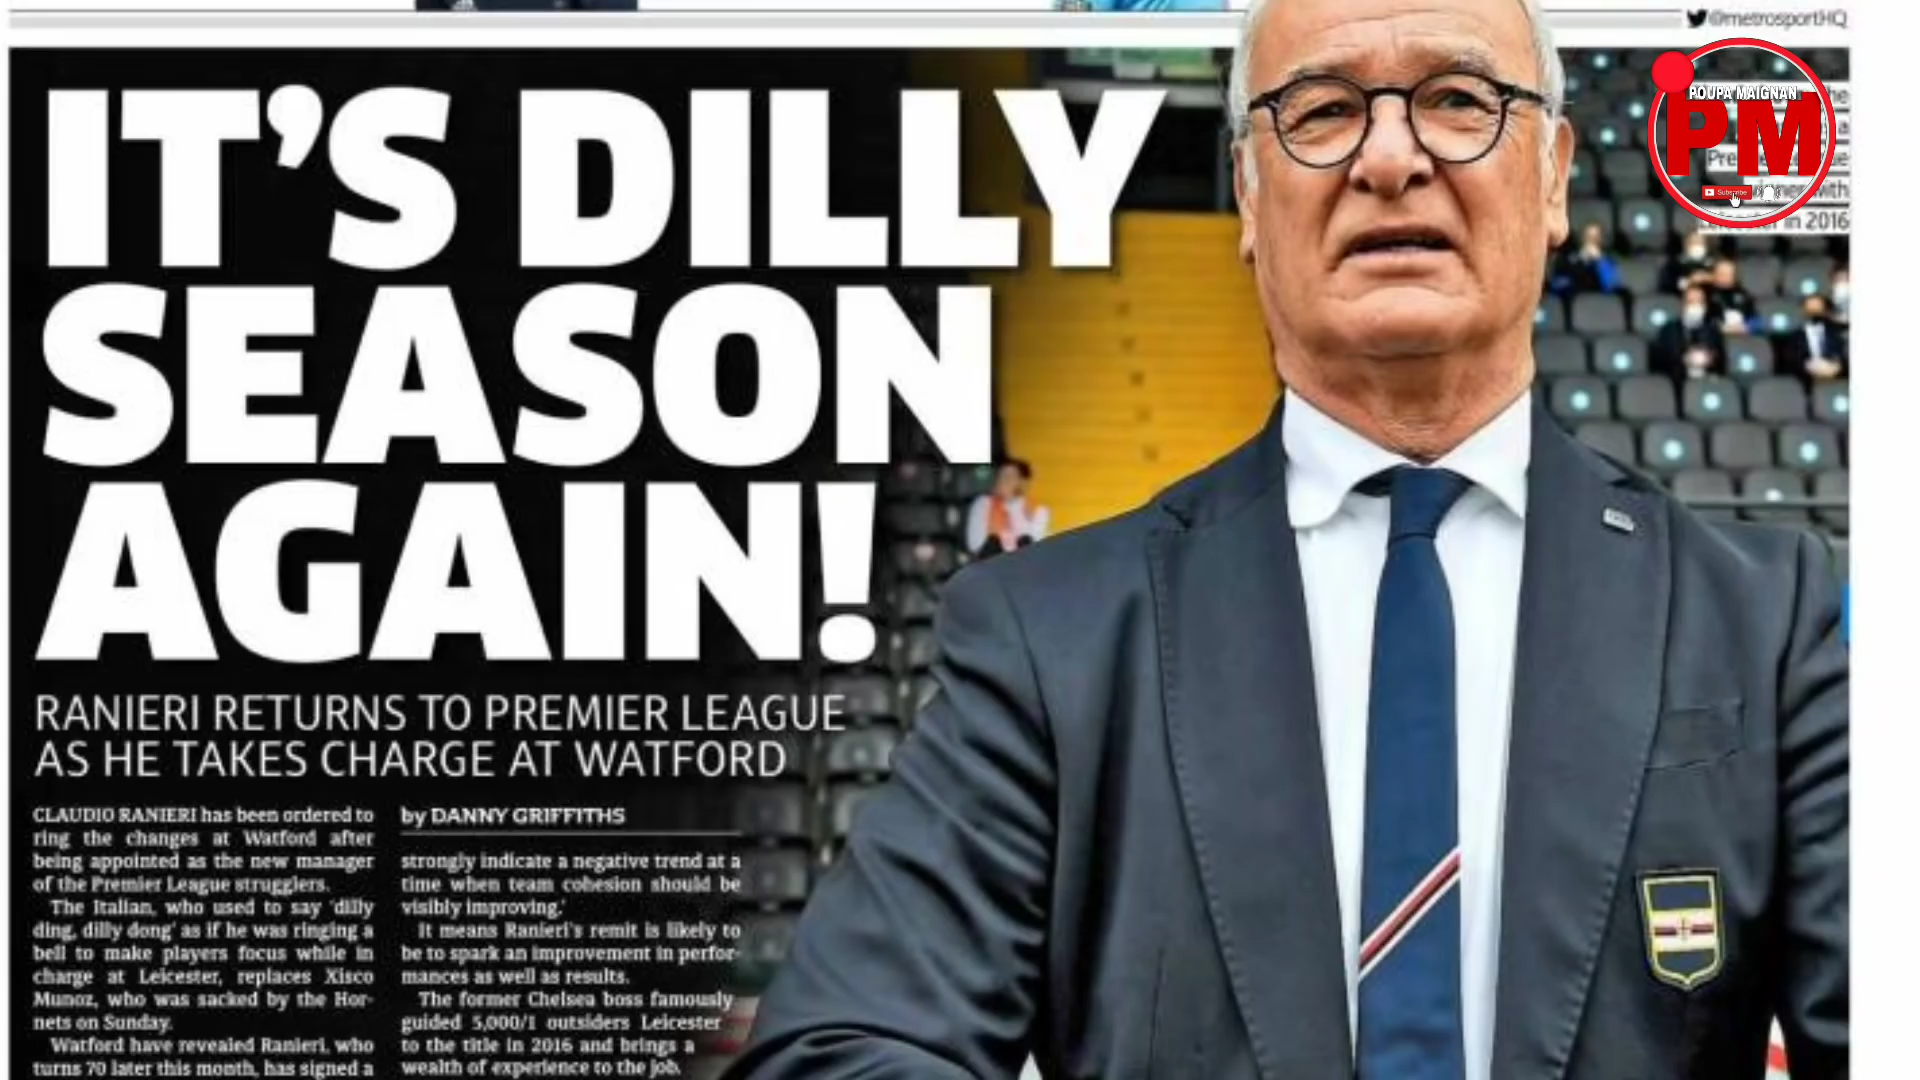 @metrosportHQ
POUPA MAIGNAN
PM
Subscribe
in 2016
IT'S DILLY
SEASON
AGAIN!
RANIERI RETURNS TO PREMIER LEAGUE
AS HE TAKES CHARGE AT WATFORD
CLAUDIO RANIERI has been ordered to
ring the changes at Watford after
being appointed as the new manager
of the Premier League strugglers.
The Italian, who used to say 'dilly
ding, dilly dong' as if he was ringing a
bell to make players focus while in
charge at Leicester, replaces Xisco
Munoz, who was sacked by the Hor-
nets on Sunday.
Watford have revealed Ranieri, who
turns 70 later this month, has signed a
by DANNY GRIFFITHS
strongly indicate a negative trend at a
time when team cohesion should be
visibly improving.'
It means Ranieri's remit is likely to
be to spark an improvement in perfor-
mances as well as results.
The former Chelsea boss famously
guided 5,000/1 outsiders Leicester
to the title in 2016 and brings a
wealth of experience to the job.